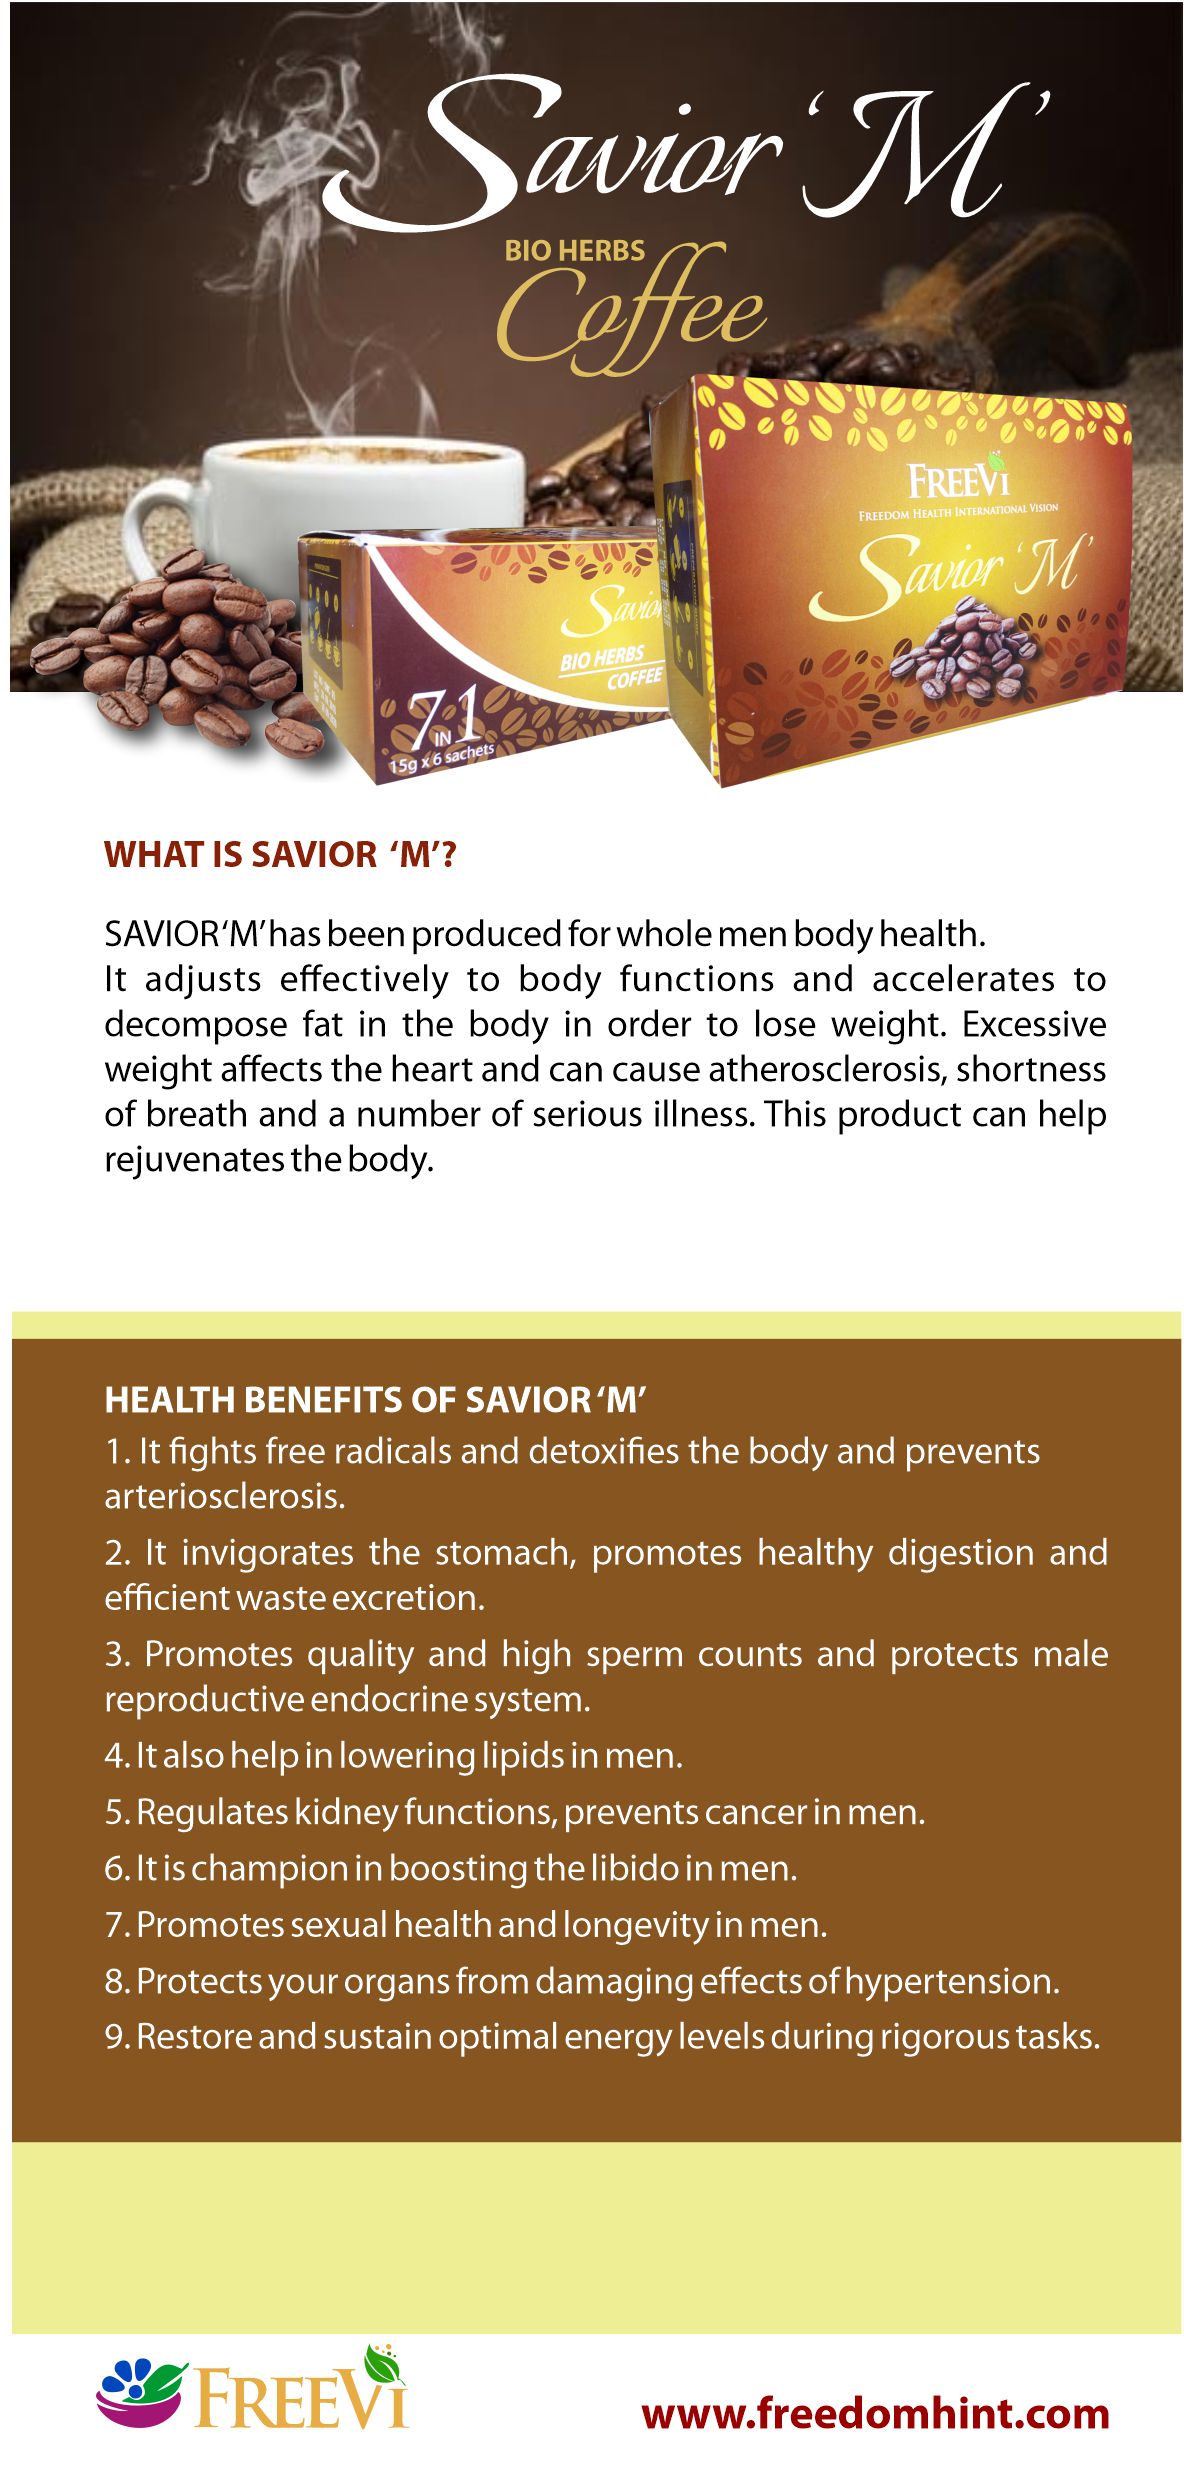 Savior ‘M’
BIO HERBS
Coffee
FREEVI
FREEDOM HEALTH INTERNATIONAL VISION
Savior ‘M’
Savior
BIO HERBS
COFFEE
7 IN 1
15g x 6 sachets
WHAT IS SAVIOR ‘M’?
SAVIOR ‘M’ has been produced for whole men body health.
It adjusts effectively to body functions and accelerates to
decompose fat in the body in order to lose weight. Excessive
weight affects the heart and can cause atherosclerosis, shortness
of breath and a number of serious illness. This product can help
rejuvenates the body.
HEALTH BENEFITS OF SAVIOR ‘M’
1. It fights free radicals and detoxifies the body and prevents
arteriosclerosis.
2. It invigorates the stomach, promotes healthy digestion and
efficient waste excretion.
3. Promotes quality and high sperm counts and protects male
reproductive endocrine system.
4. It also help in lowering lipids in men.
5. Regulates kidney functions, prevents cancer in men.
6. It is champion in boosting the libido in men.
7. Promotes sexual health and longevity in men.
8. Protects your organs from damaging effects of hypertension.
9. Restore and sustain optimal energy levels during rigorous tasks.
FREEVI
www.freedomhint.com